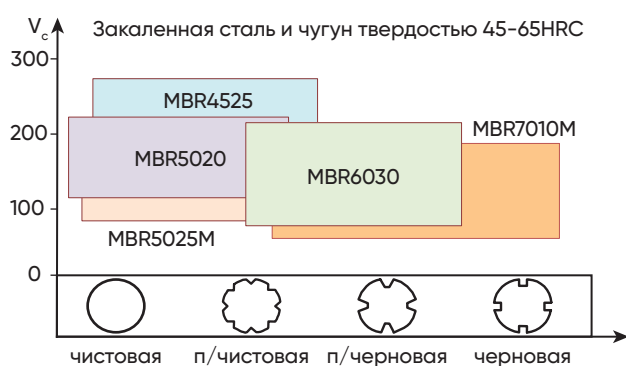 V_c Закаленная сталь и чугун твердостью 45-65HRC
300
MBR4525
200
MBR7010M
MBR5020
MBR6030
100
MBR5025M
0
чистовая п/чистовая п/черновая черновая